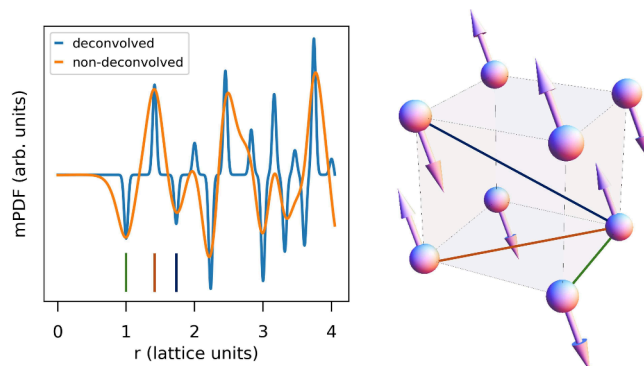 deconvolved
non-deconvolved
mPDF (arb. units)
0 1 2 3 4
r (lattice units)